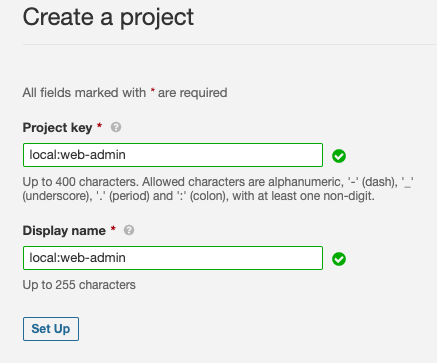 Create a project
All fields marked with * are required
Project key * ?
local:web-admin
Up to 400 characters. Allowed characters are alphanumeric, '-' (dash), '_'
(underscore), '.' (period) and ':' (colon), with at least one non-digit.
Display name * ?
local:web-admin
Up to 255 characters
Set Up